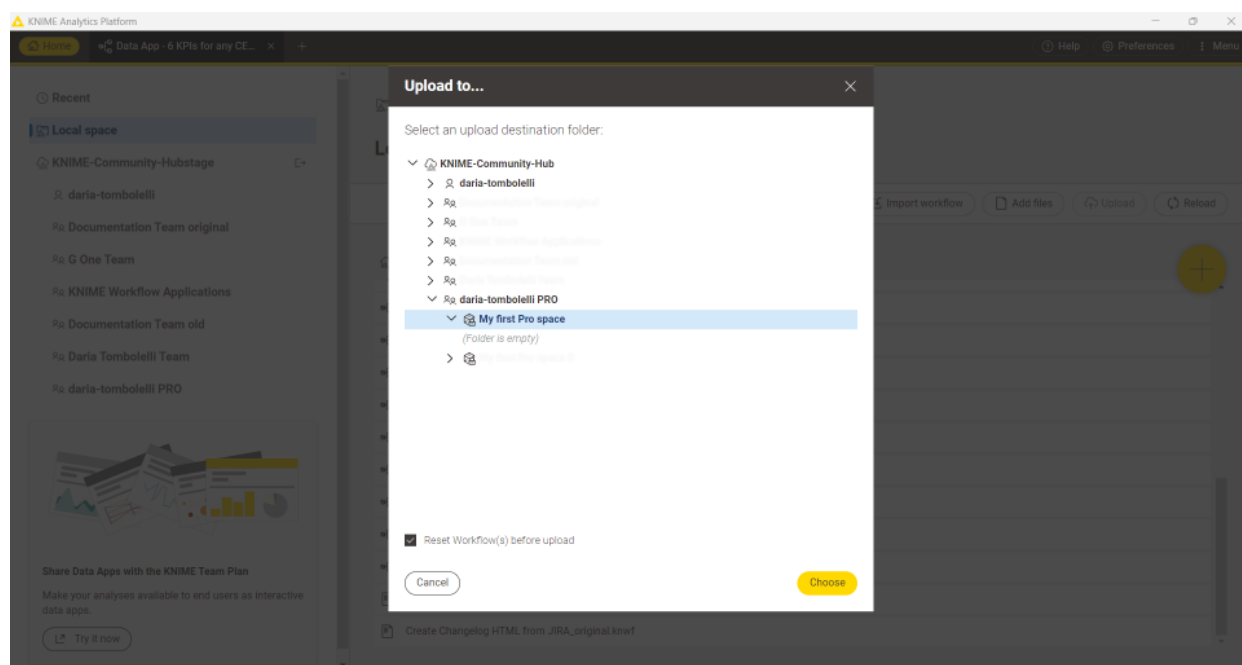 KNIME Analytics Platform
Home
Data App - 6 KPIs for any CE...
Help
Preferences
Menu
Recent
Local space
KNIME-Community-Hubstage
daria-tombolelli
Documentation Team original
G One Team
KNIME Workflow Applications
Documentation Team old
Daria Tombolelli Team
daria-tombolelli PRO
Share Data Apps with the KNIME Team Plan
Make your analyses available to end users as interactive
data apps.
Try it now
Upload to...
Select an upload destination folder:
KNIME-Community-Hub
daria-tombolelli
daria-tombolelli PRO
My first Pro space
(Folder is empty)
Reset Workflow(s) before upload
Cancel
Choose
Import workflow
Add files
Upload
Reload
Create Changelog HTML from JIRA_original.knwf